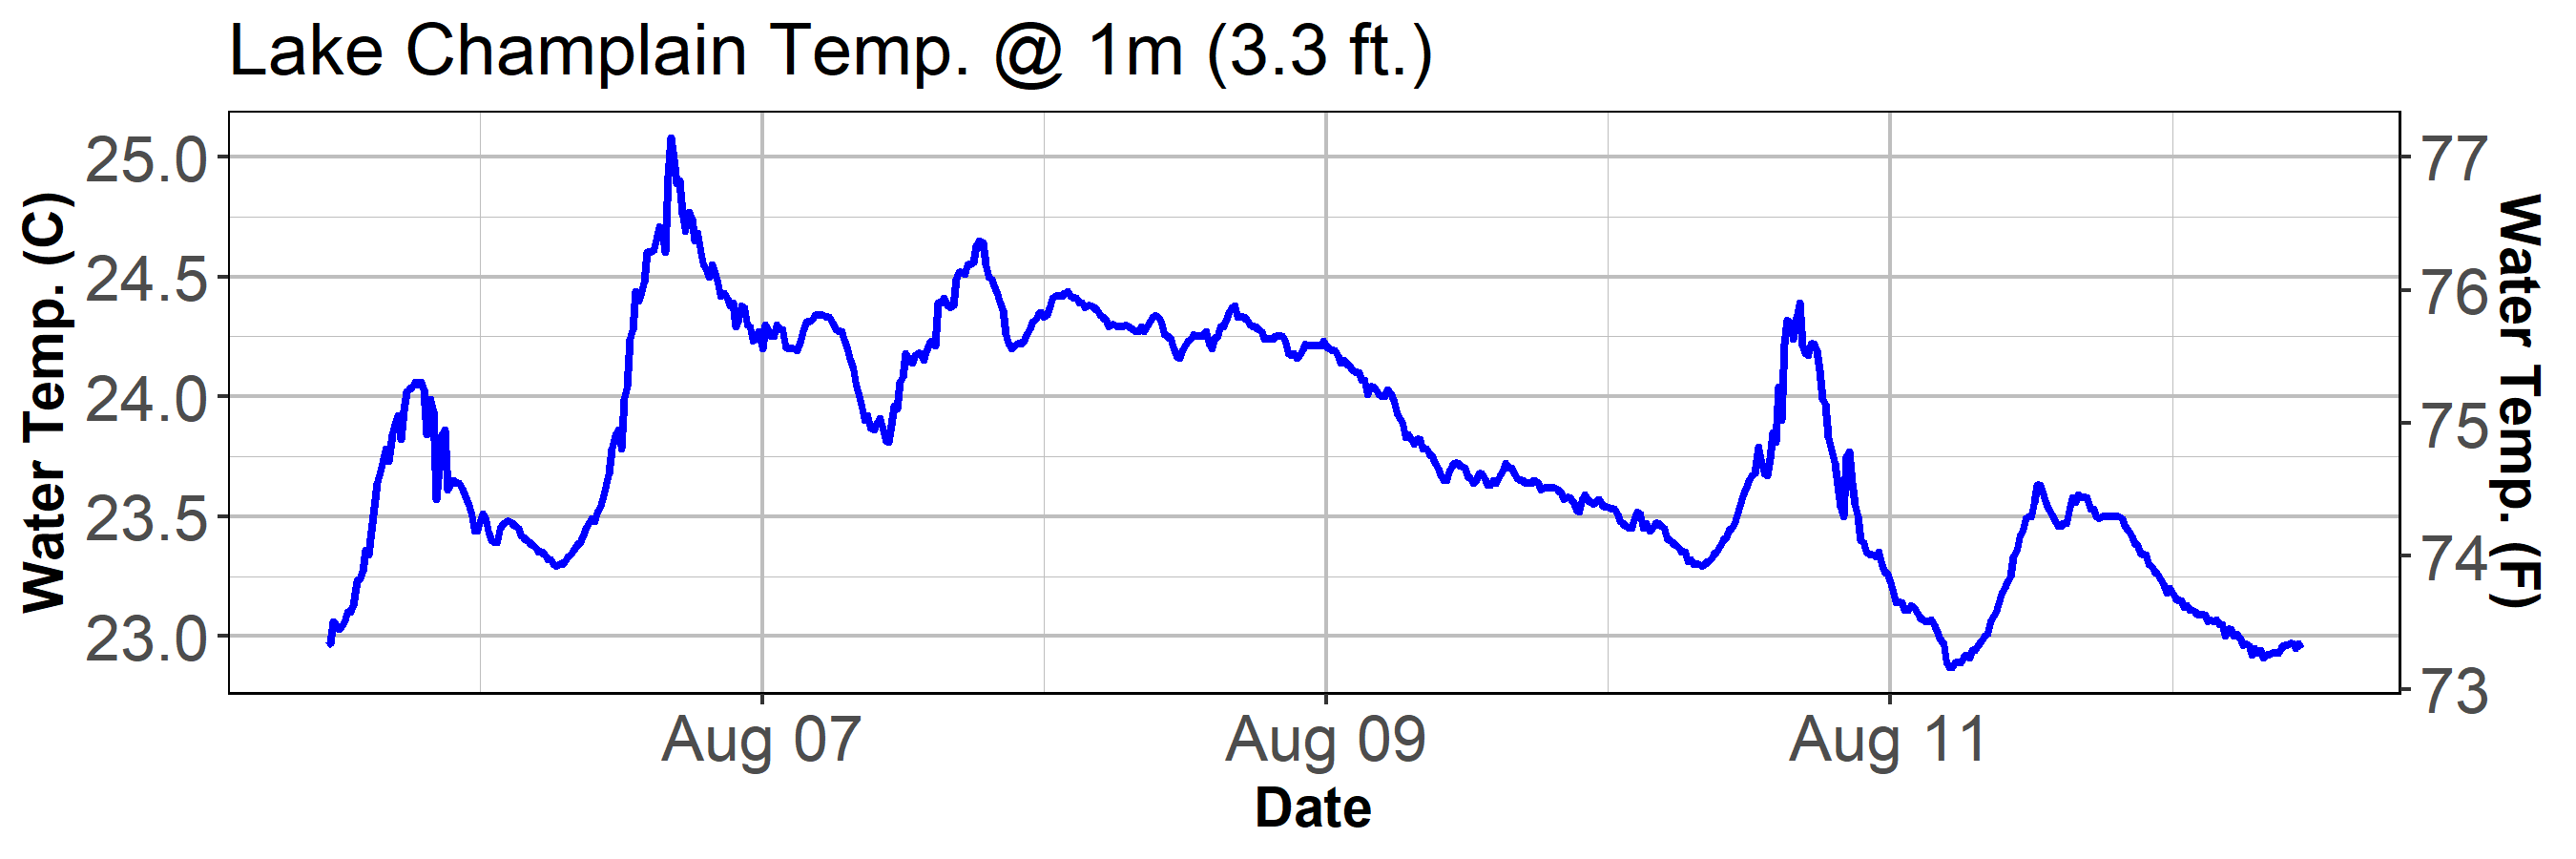 Lake Champlain Temp. @ 1m (3.3 ft.)
Water Temp. (C)
25.0
24.5
24.0
23.5
23.0
77
76
75
74
73
Water Temp. (F)
Aug 07 Aug 09 Aug 11
Date